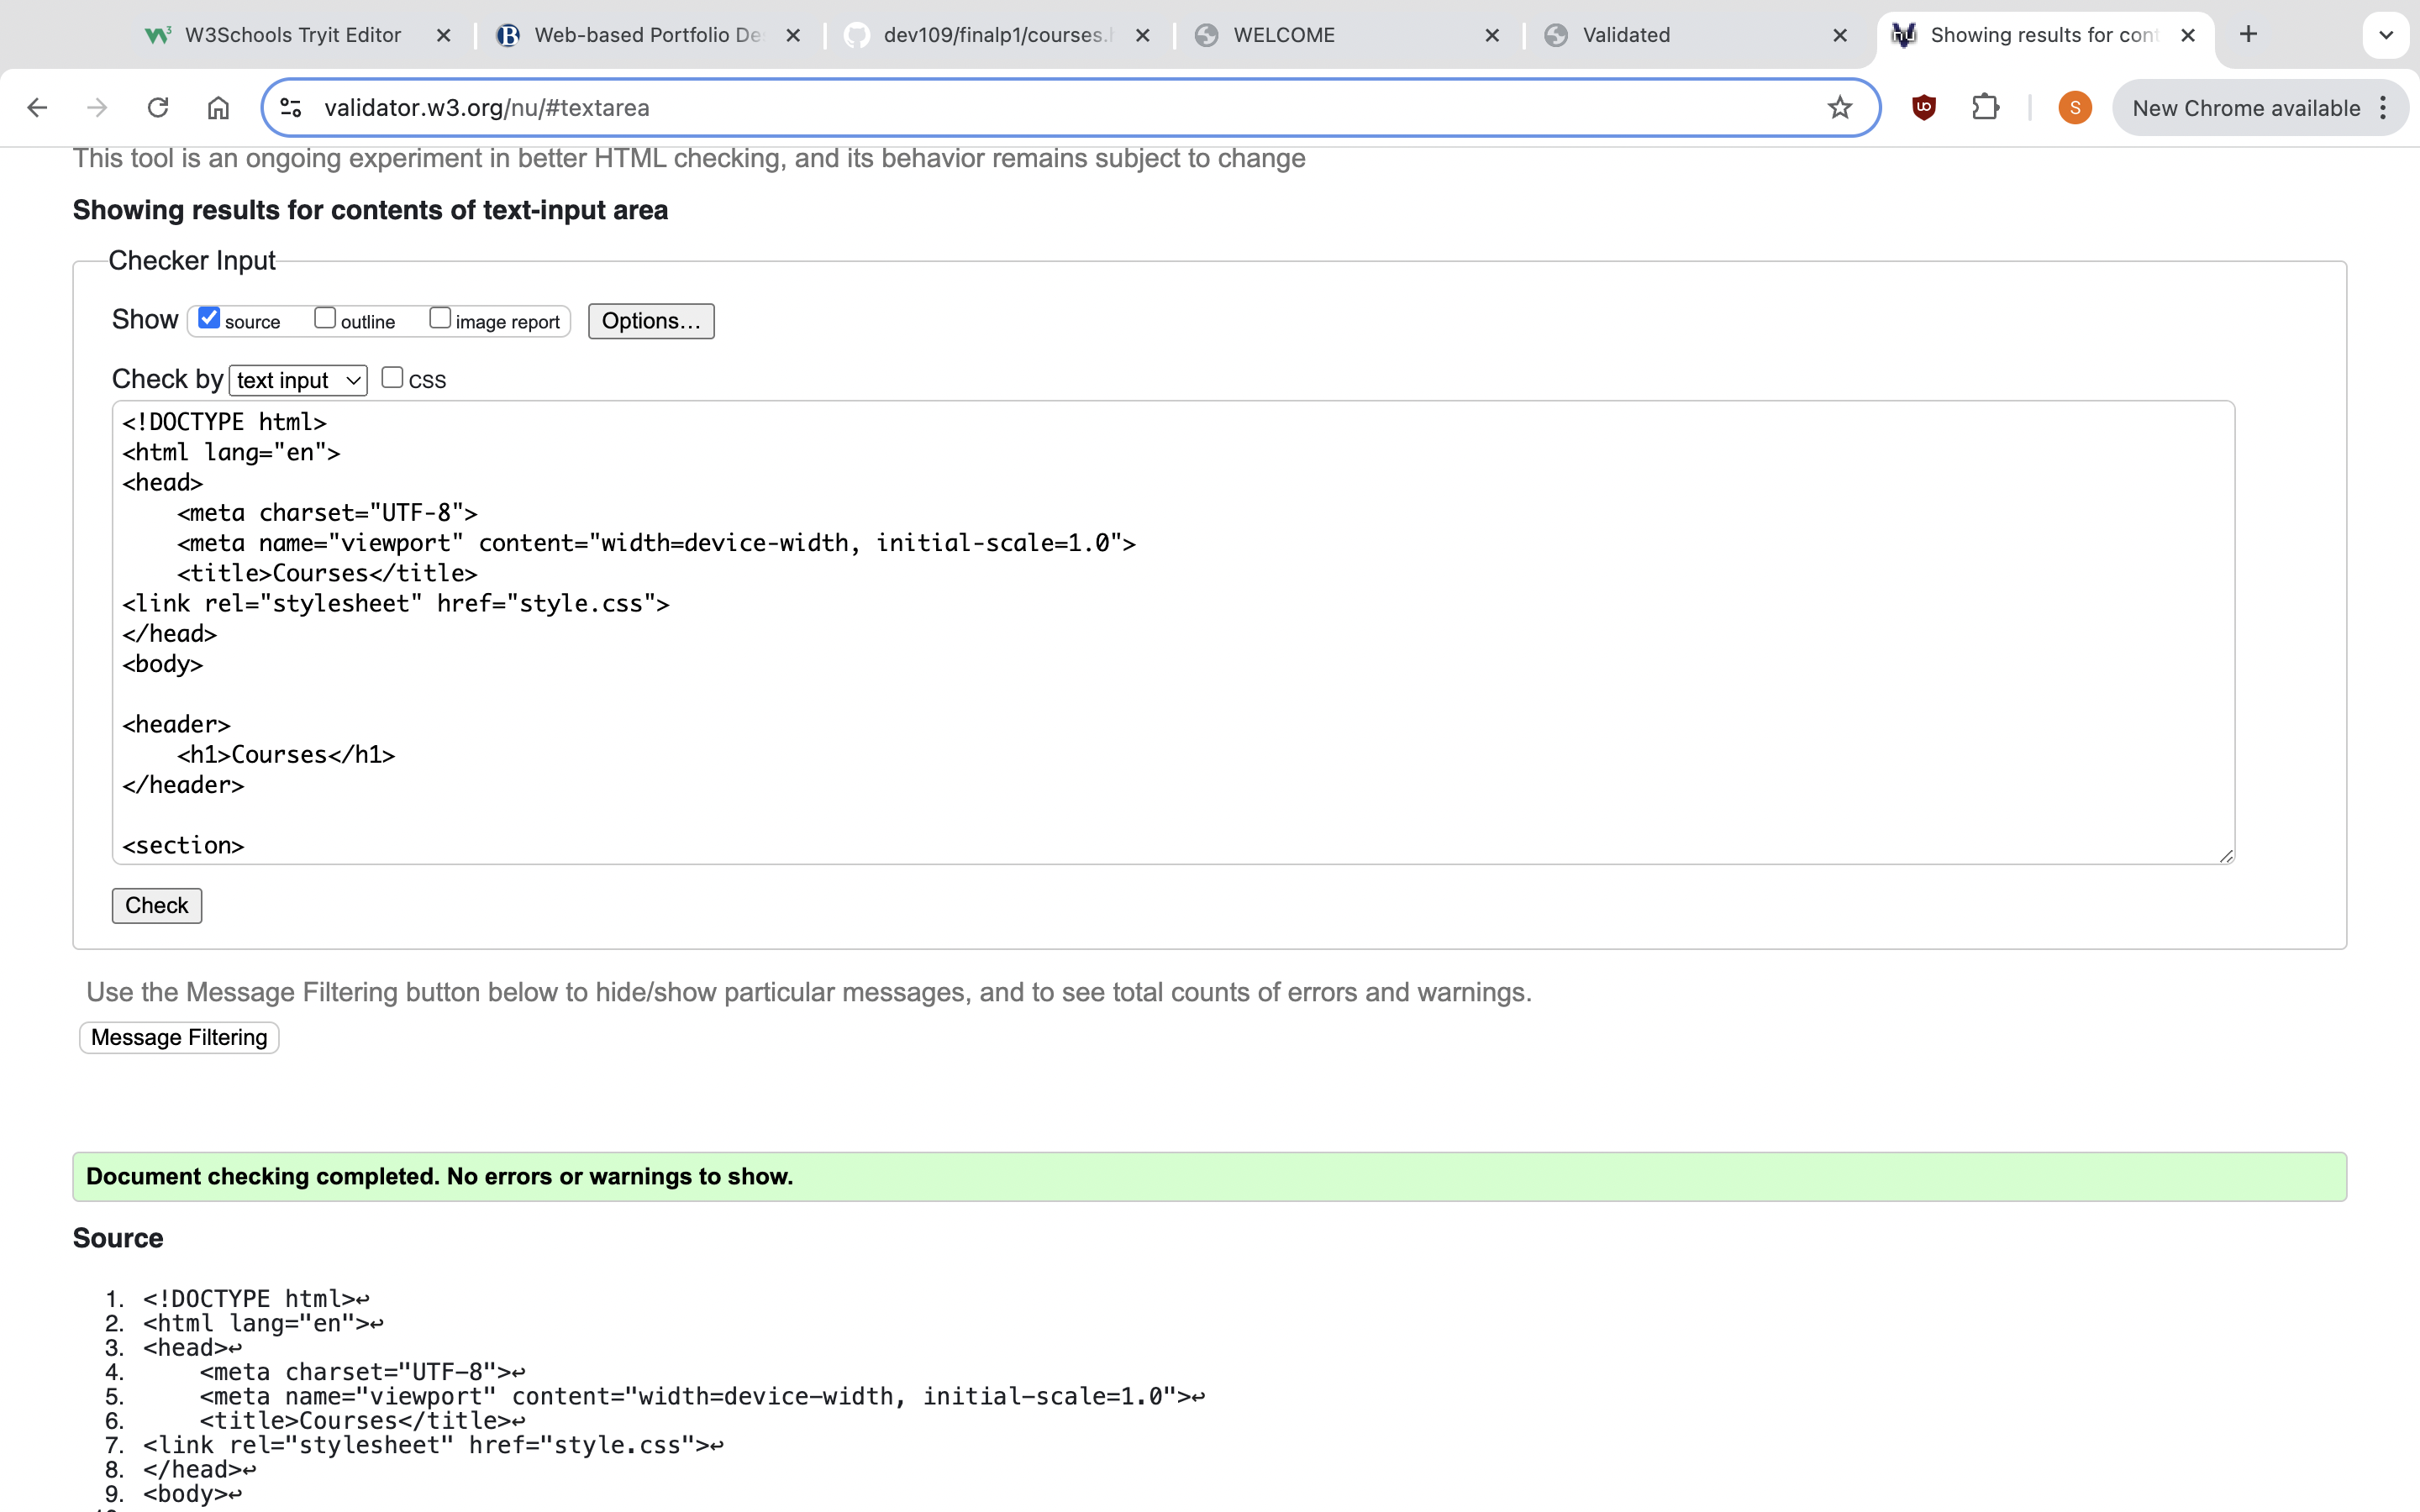 W3Schools Tryit Editor
Web-based Portfolio De
dev109/finalp1/courses.h
WELCOME
Validated
Showing results for cont
validator.w3.org/nu/#textarea
S
New Chrome available
This tool is an ongoing experiment in better HTML checking, and its behavior remains subject to change
Showing results for contents of text-input area
Checker Input
Show source outline image report Options...
Check by text input CSS
<!DOCTYPE html>
<html lang="en">
<head>
    <meta charset="UTF-8">
    <meta name="viewport" content="width=device-width, initial-scale=1.0">
    <title>Courses</title>
<link rel="stylesheet" href="style.css">
</head>
<body>
<header>
    <h1>Courses</h1>
</header>
<section>
Check
Use the Message Filtering button below to hide/show particular messages, and to see total counts of errors and warnings.
Message Filtering
Document checking completed. No errors or warnings to show.
Source
1. <!DOCTYPE html>↩
2. <html lang="en">↩
3. <head>↩
4.     <meta charset="UTF-8">↩
5.     <meta name="viewport" content="width=device-width, initial-scale=1.0">↩
6.     <title>Courses</title>↩
7. <link rel="stylesheet" href="style.css">↩
8. </head>↩
9. <body>↩